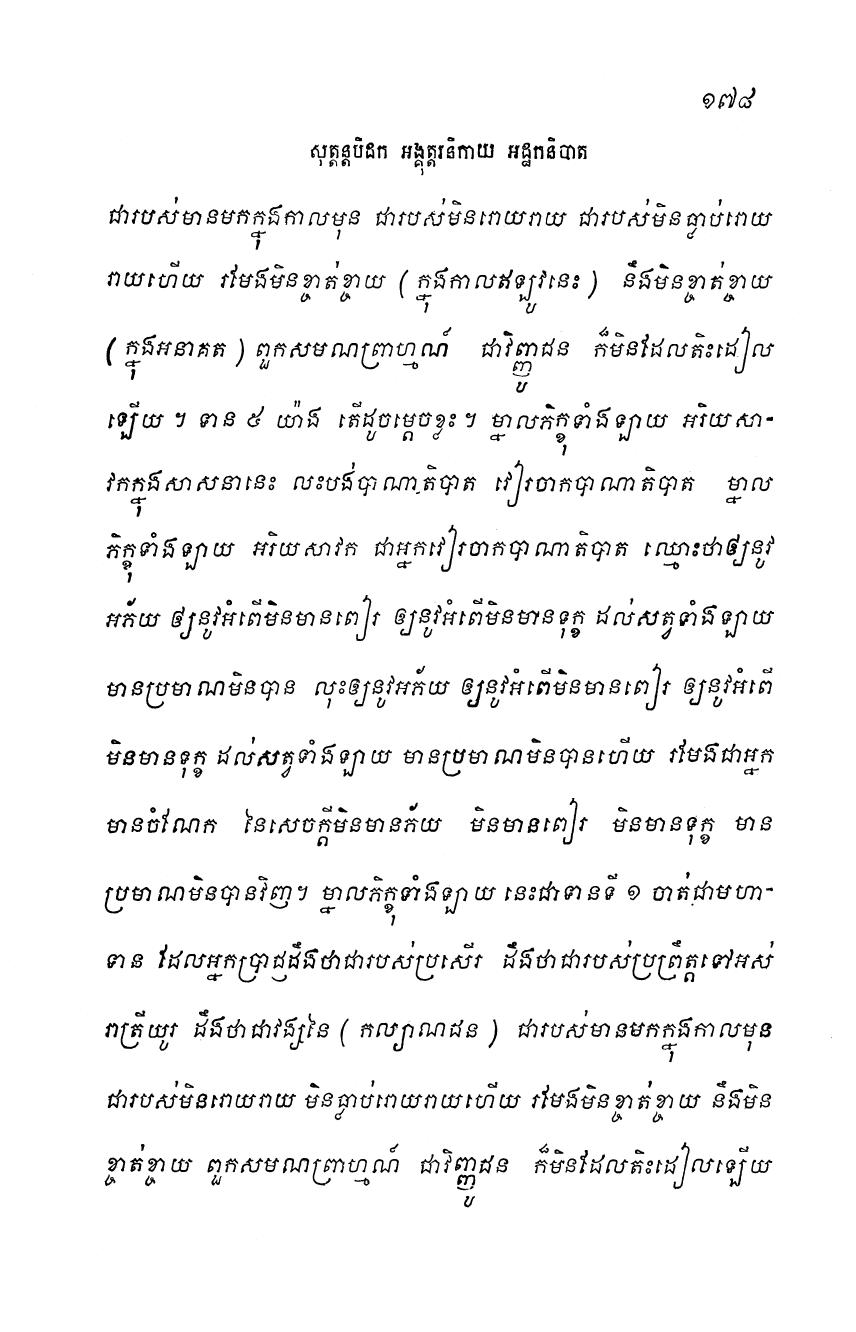 ១៧៨
សុត្តន្តបិដក អង្គុត្តរនិកាយ អដ្ឋកនិបាត
ជារបស់មានមកក្នុងកាលមុន ជារបស់មិនរោយរាយ ជារបស់មិនធ្លាប់រោយ
រាយហើយ រមែងមិនខ្ចាត់ខ្ចាយ (ក្នុងកាលឥឡូវនេះ) នឹងមិនខ្ចាត់ខ្ចាយ
(ក្នុងអនាគត) ពួកសមណព្រាហ្មណ៍ ជាវិញ្ញូជន ក៏មិនដែលតិះដៀល
ឡើយ ។ ទាន ៥ យ៉ាង តើដូចម្តេចខ្លះ ។ ម្នាលភិក្ខុទាំងឡាយ អរិយសា-
វកក្នុងសាសនានេះ លះបង់បាណាតិបាត វៀរចាកបាណាតិបាត ម្នាល
ភិក្ខុទាំងឡាយ អរិយសាវក ជាអ្នកវៀរចាកបាណាតិបាត ឈ្មោះថាឲ្យនូវ
អភ័យ ឲ្យនូវអំពើមិនមានពៀរ ឲ្យនូវអំពើមិនមានទុក្ខ ដល់សត្វទាំងឡាយ
មានប្រមាណមិនបាន លុះឲ្យនូវអភ័យ ឲ្យនូវអំពើមិនមានពៀរ ឲ្យនូវអំពើ
មិនមានទុក្ខ ដល់សត្វទាំងឡាយ មានប្រមាណមិនបានហើយ រមែងជាអ្នក
មានចំណែក នៃសេចក្តីមិនមានភ័យ មិនមានពៀរ មិនមានទុក្ខ មាន
ប្រមាណមិនបានវិញ។ ម្នាលភិក្ខុទាំងឡាយ នេះជាទានទី ១ ចាត់ជាមហា-
ទាន ដែលអ្នកប្រាជ្ញដឹងថាជារបស់ប្រសើរ ដឹងថាជារបស់ប្រព្រឹត្តទៅអស់
រាត្រីយូរ ដឹងថាជាវង្សនៃ (កល្យាណជន) ជារបស់មានមកក្នុងកាលមុន
ជារបស់មិនរោយរាយ មិនធ្លាប់រោយរាយហើយ រមែងមិនខ្ចាត់ខ្ចាយ នឹងមិន
ខ្ចាត់ខ្ចាយ ពួកសមណព្រាហ្មណ៍ ជាវិញ្ញូជន ក៏មិនដែលតិះដៀលឡើយ